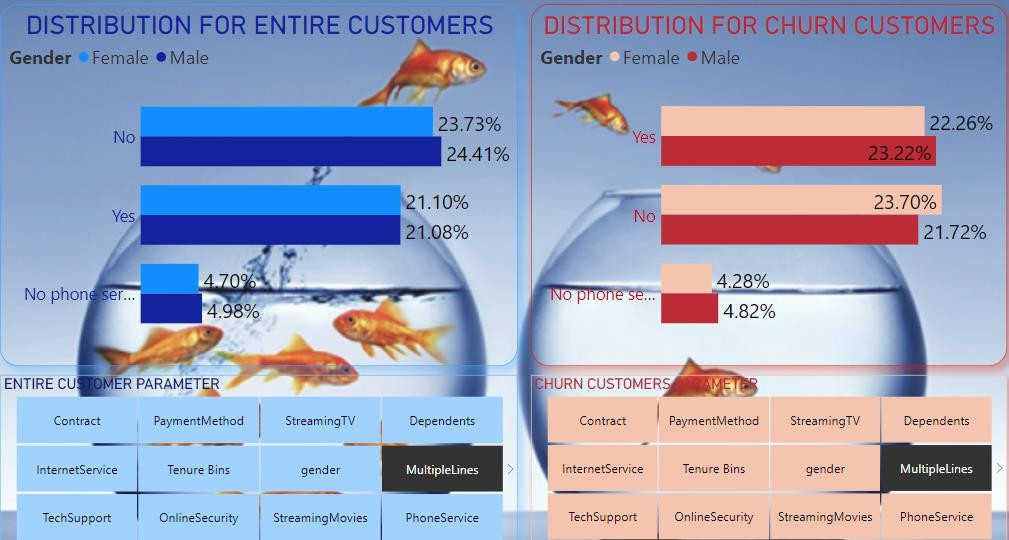 DISTRIBUTION FOR ENTIRE CUSTOMERS
Gender Female Male
No
23.73%
24.41%
Yes
21.10%
21.08%
No phone ser...
4.70%
4.98%
ENTIRE CUSTOMER PARAMETER
Contract PaymentMethod StreamingTV Dependents
InternetService Tenure Bins gender MultipleLines
TechSupport OnlineSecurity StreamingMovies PhoneService
DISTRIBUTION FOR CHURN CUSTOMERS
Gender Female Male
Yes
22.26%
23.22%
No
23.70%
21.72%
No phone se...
4.28%
4.82%
CHURN CUSTOMERS PARAMETER
Contract PaymentMethod StreamingTV Dependents
InternetService Tenure Bins gender MultipleLines
TechSupport OnlineSecurity StreamingMovies PhoneService